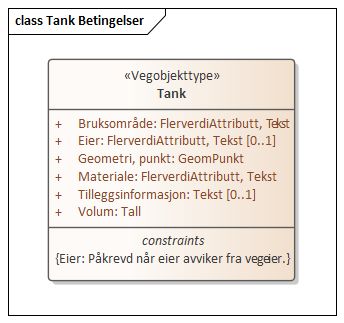 class Tank Betingelser
«Vegobjekttype»
Tank
+ Bruksområde: FlerverdiAttributt, Tekst
+ Eier: FlerverdiAttributt, Tekst [0..1]
+ Geometri, punkt: GeomPunkt
+ Materiale: FlerverdiAttributt, Tekst
+ Tilleggsinformasjon: Tekst [0..1]
+ Volum: Tall
constraints
{Eier: Påkrevd når eier avviker fra vegeier.}